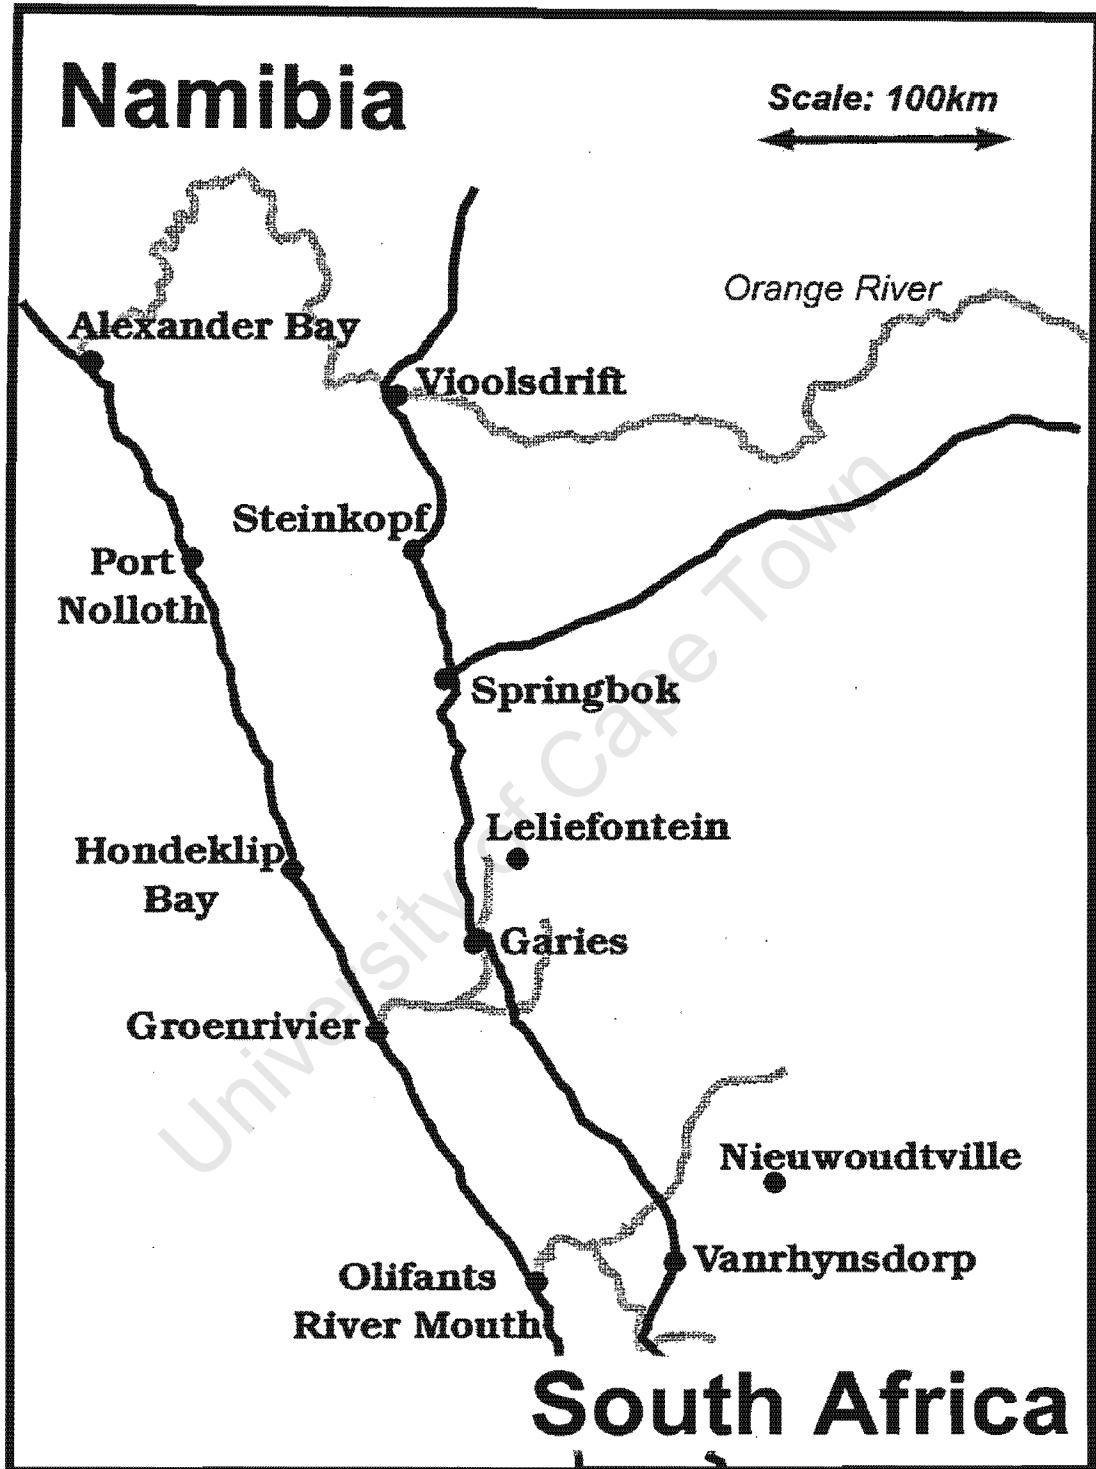 Namibia
Scale: 100km
Orange River
Alexander Bay
Vioolsdrift
Steinkopf
Port
Nolloth
Springbok
Leliefontein
Hondeklip
Bay
Garies
Groenrivier
Nieuwoudtville
Vanrhynsdorp
Olifants
River Mouth
South Africa
University of Cape Town